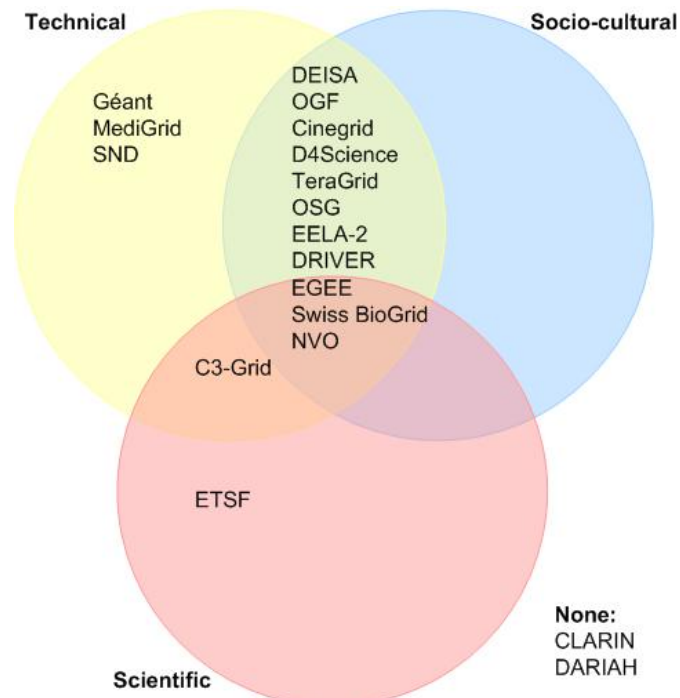 Technical
Socio-cultural
Géant
MediGrid
SND
DEISA
OGF
Cinegrid
D4Science
TeraGrid
OSG
EELA-2
DRIVER
EGEE
Swiss BioGrid
NVO
C3-Grid
ETSF
None:
CLARIN
DARIAH
Scientific